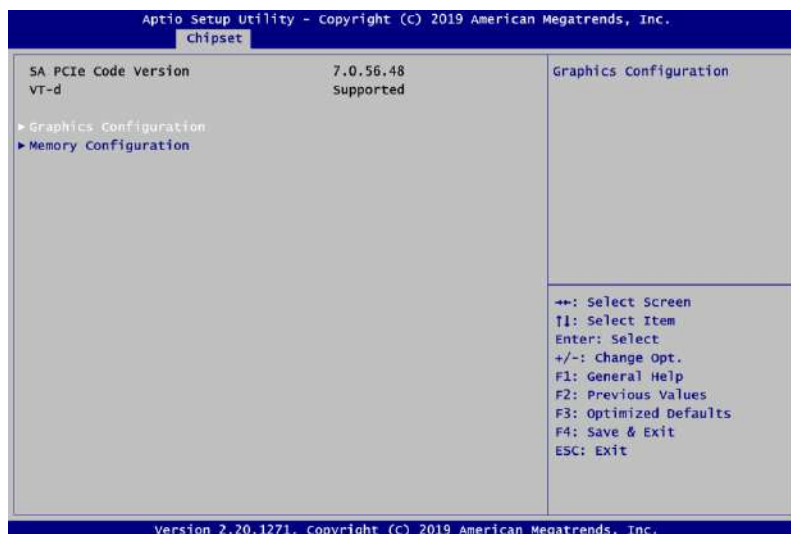 Aptio Setup Utility - Copyright (C) 2019 American Megatrends, Inc.
Chipset
SA PCIe Code Version 7.0.56.48
VT-d Supported
►Graphics Configuration
►Memory Configuration
Graphics Configuration
→←: Select Screen
↑↓: Select Item
Enter: Select
+/-: Change Opt.
F1: General Help
F2: Previous Values
F3: Optimized Defaults
F4: Save & Exit
ESC: Exit
Version 2.20.1271. Copyright (C) 2019 American Megatrends, Inc.